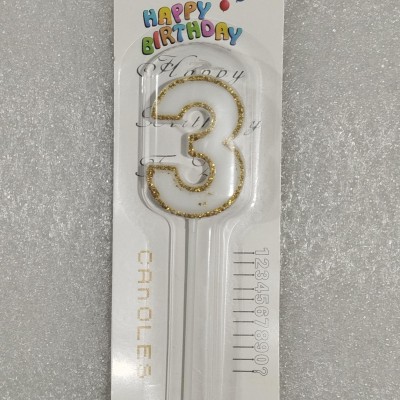 HAPPY
BIRTHDAY
Happy
3
CANDLES
1234567890?